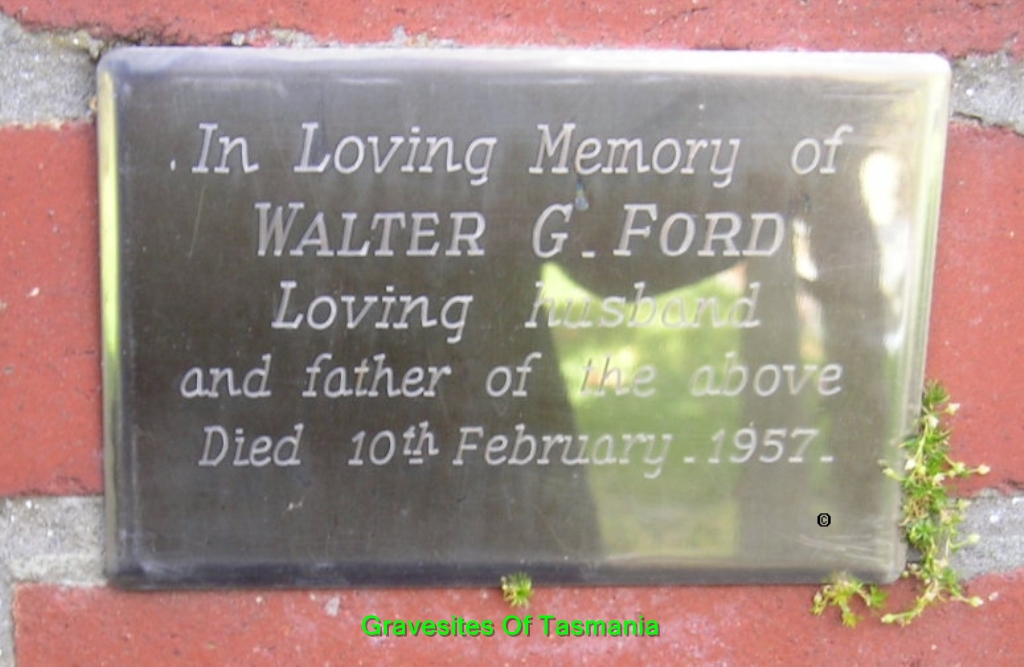 In Loving Memory of
WALTER G. FORD
Loving husband
and father of the above
Died 10th February. 1957.
©
Gravesites Of Tasmania